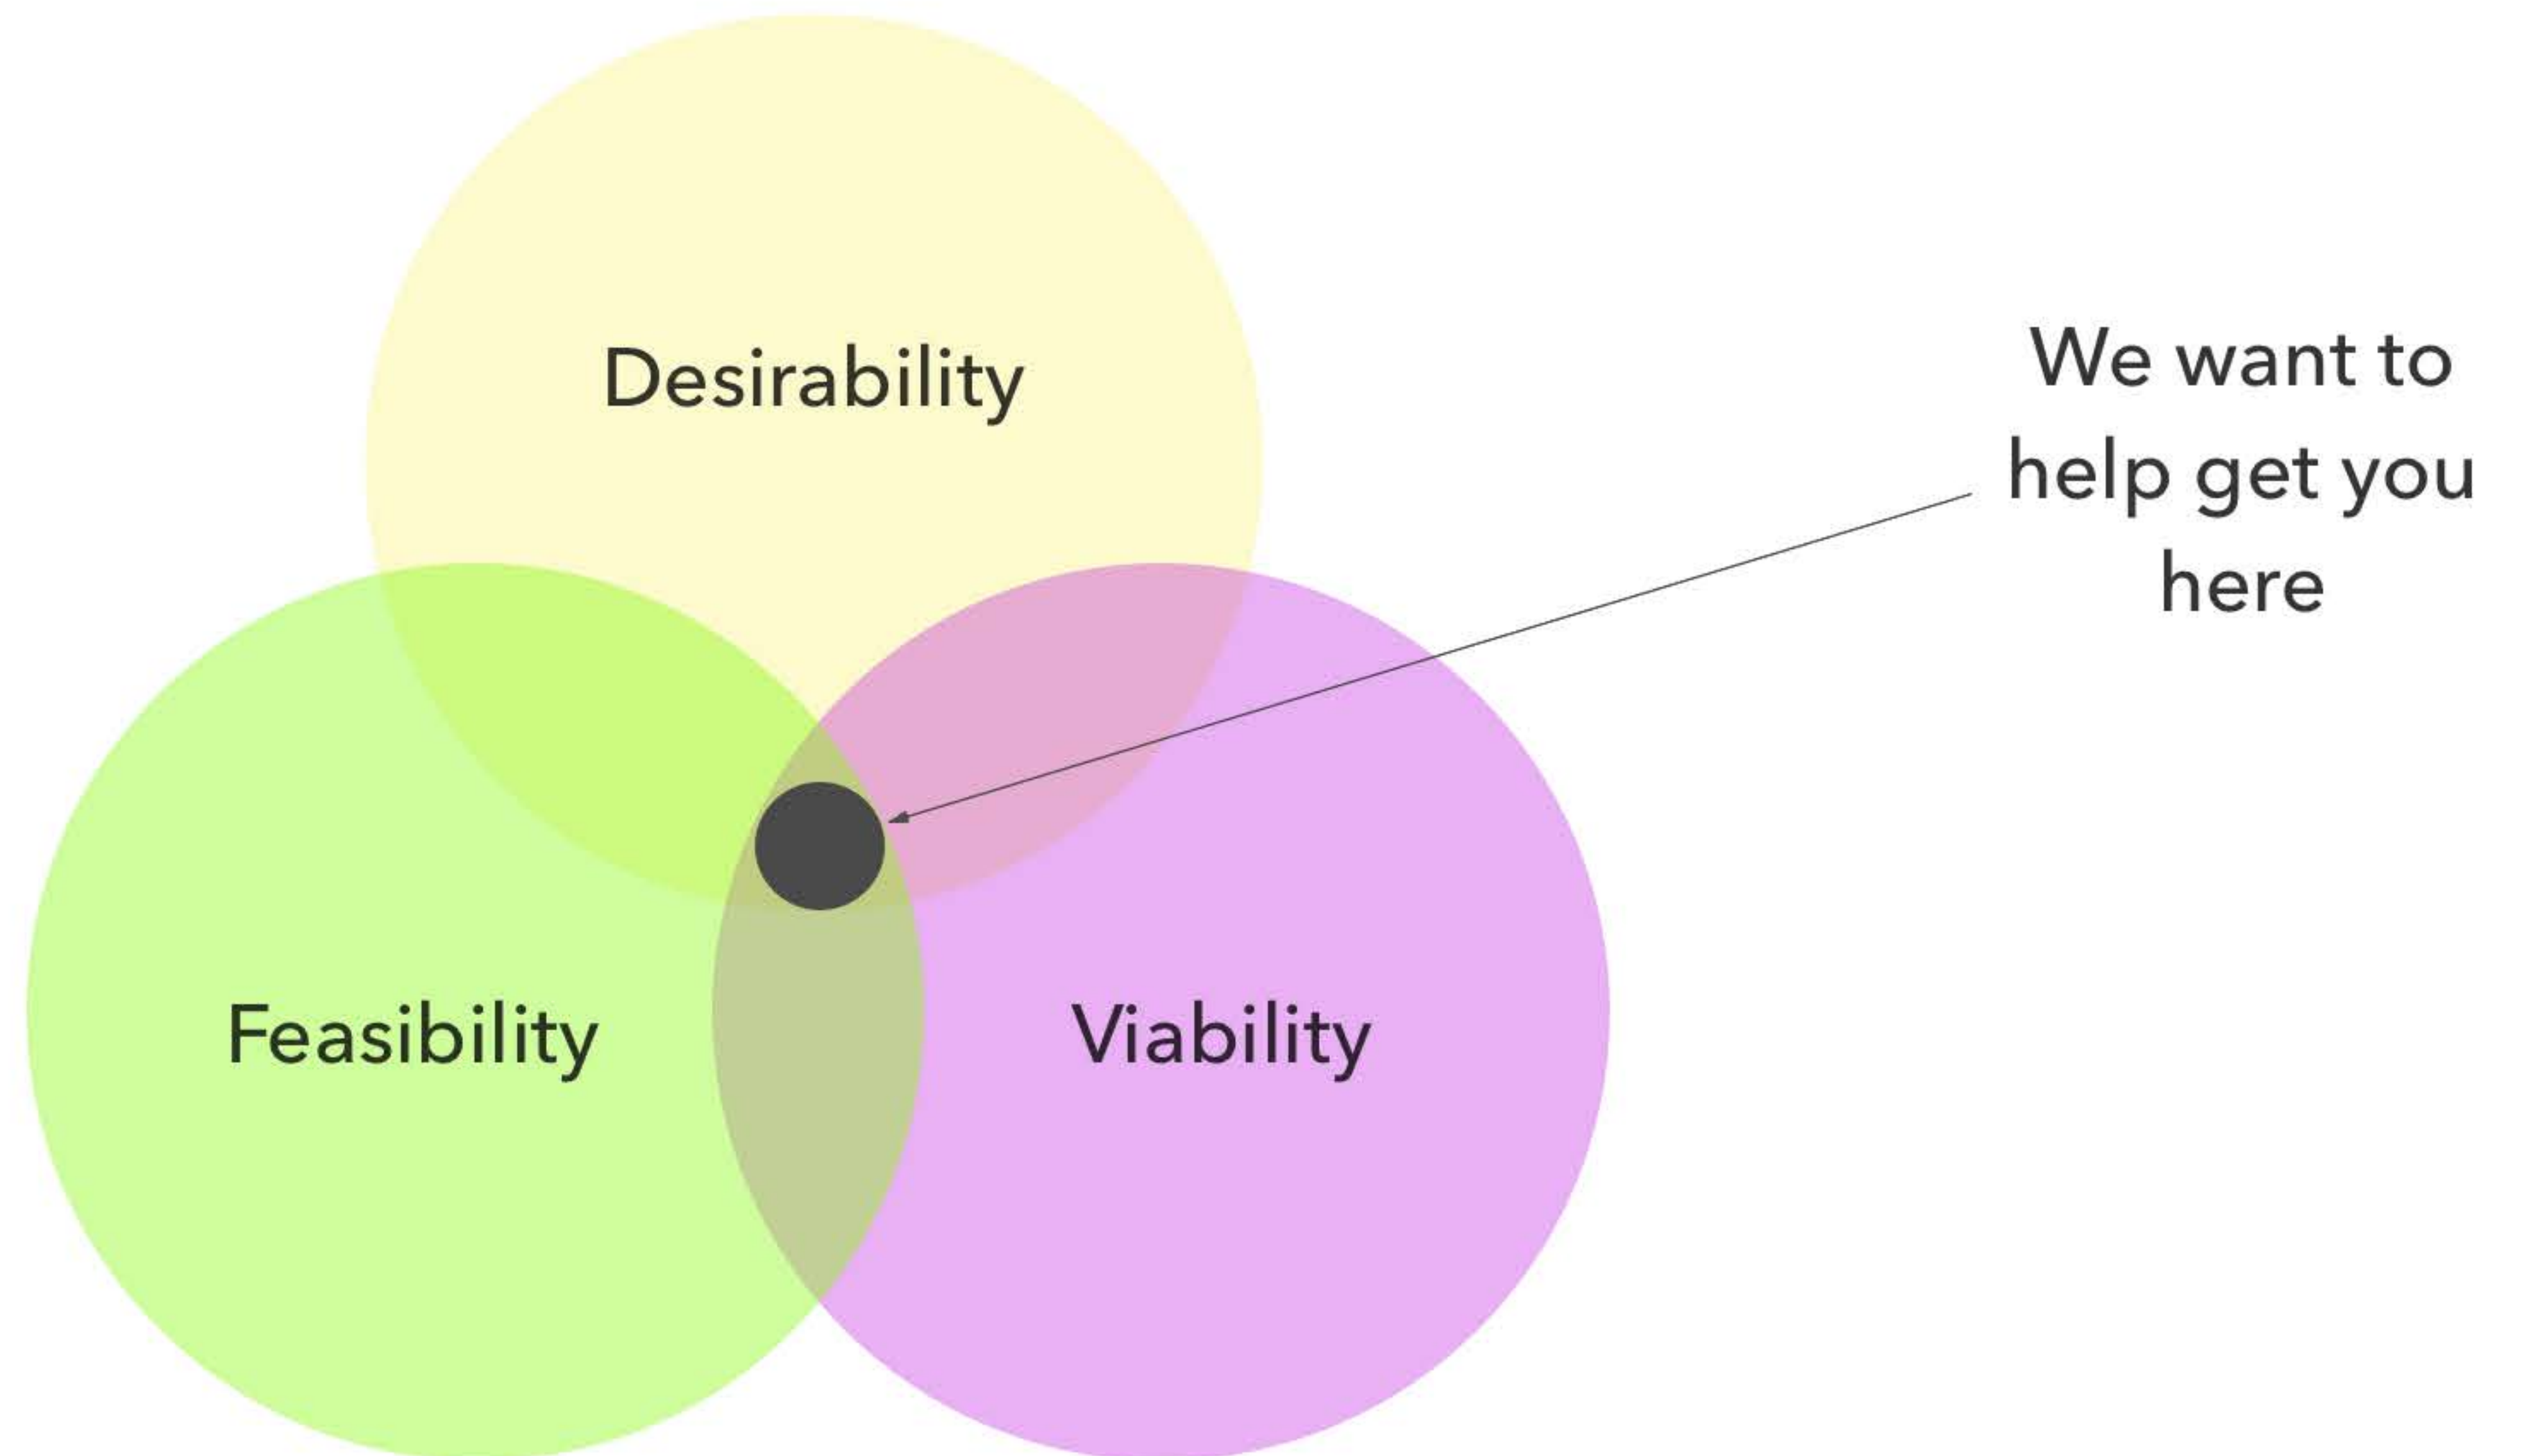 Desirability
We want to
help get you
here
Feasibility
Viability